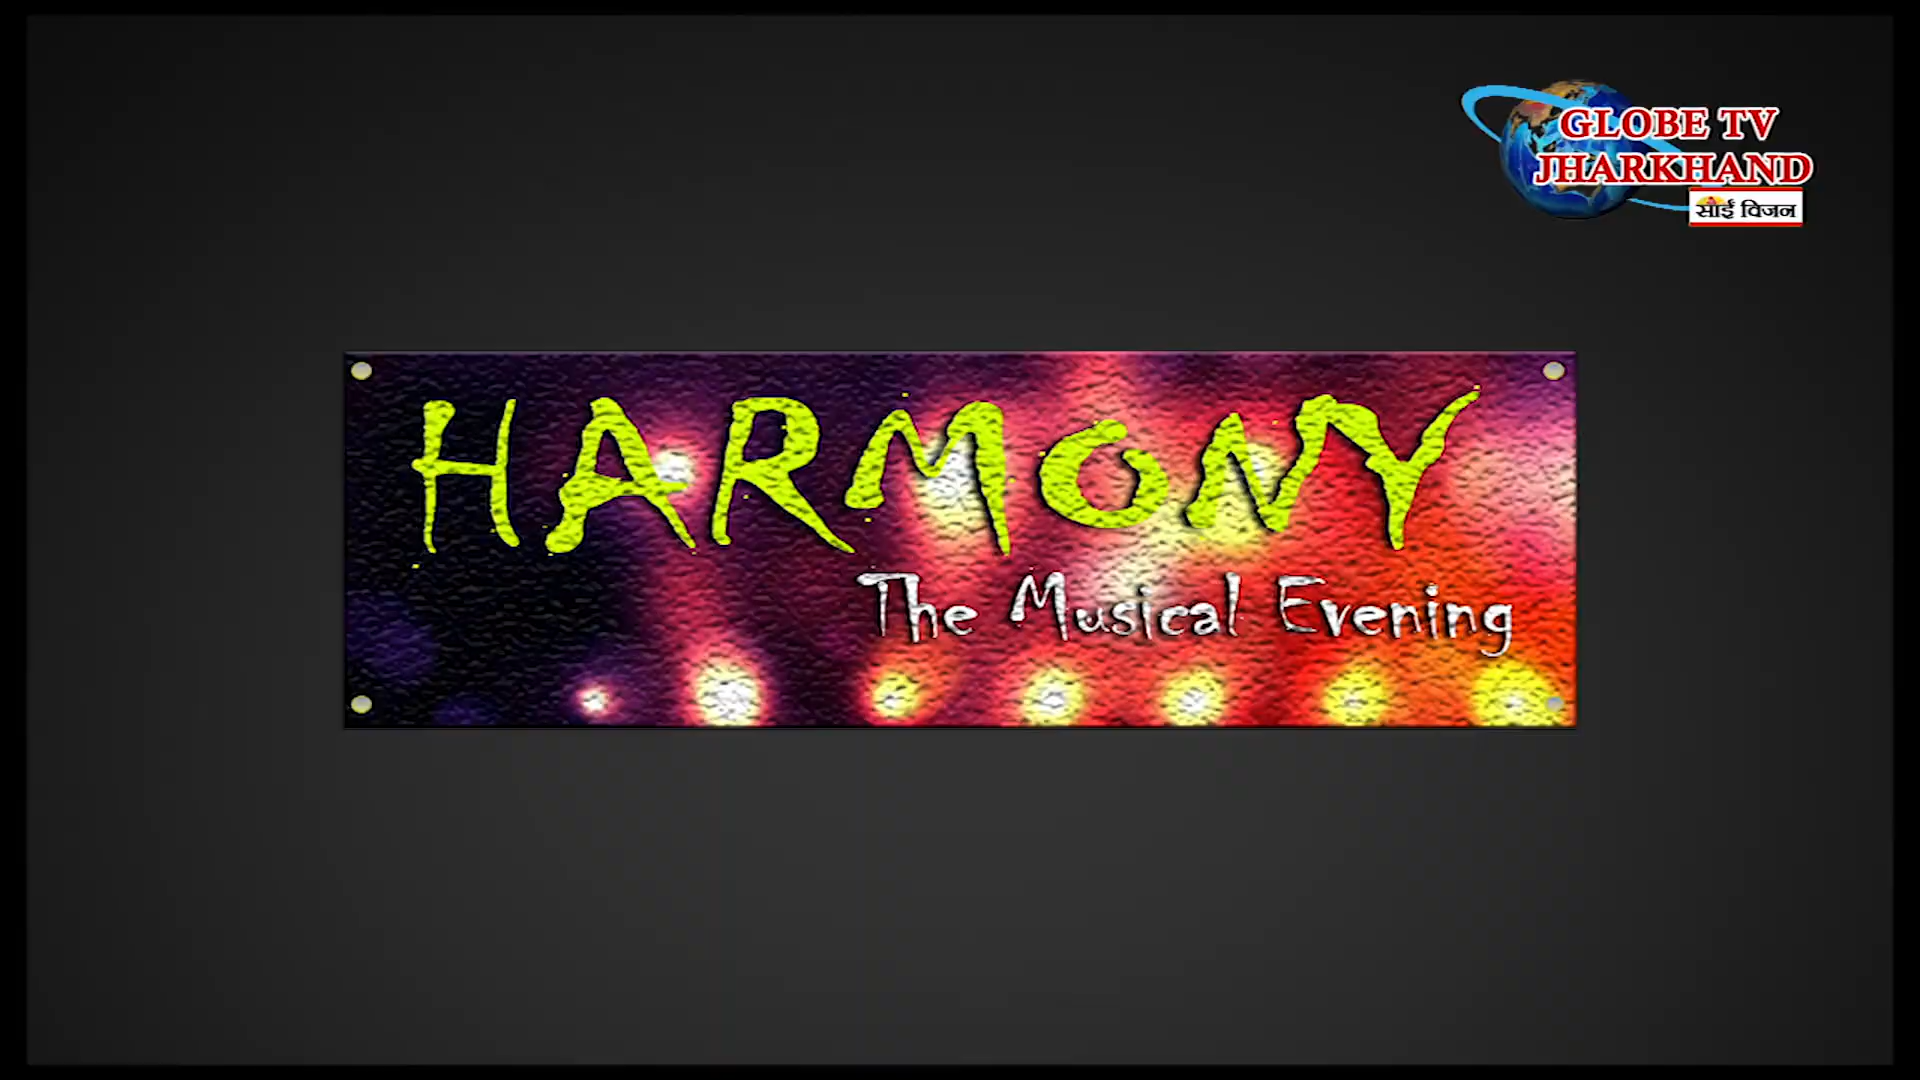 GLOBE TV
JHARKHAND
साँई विजन
HARMONY
The Musical Evening